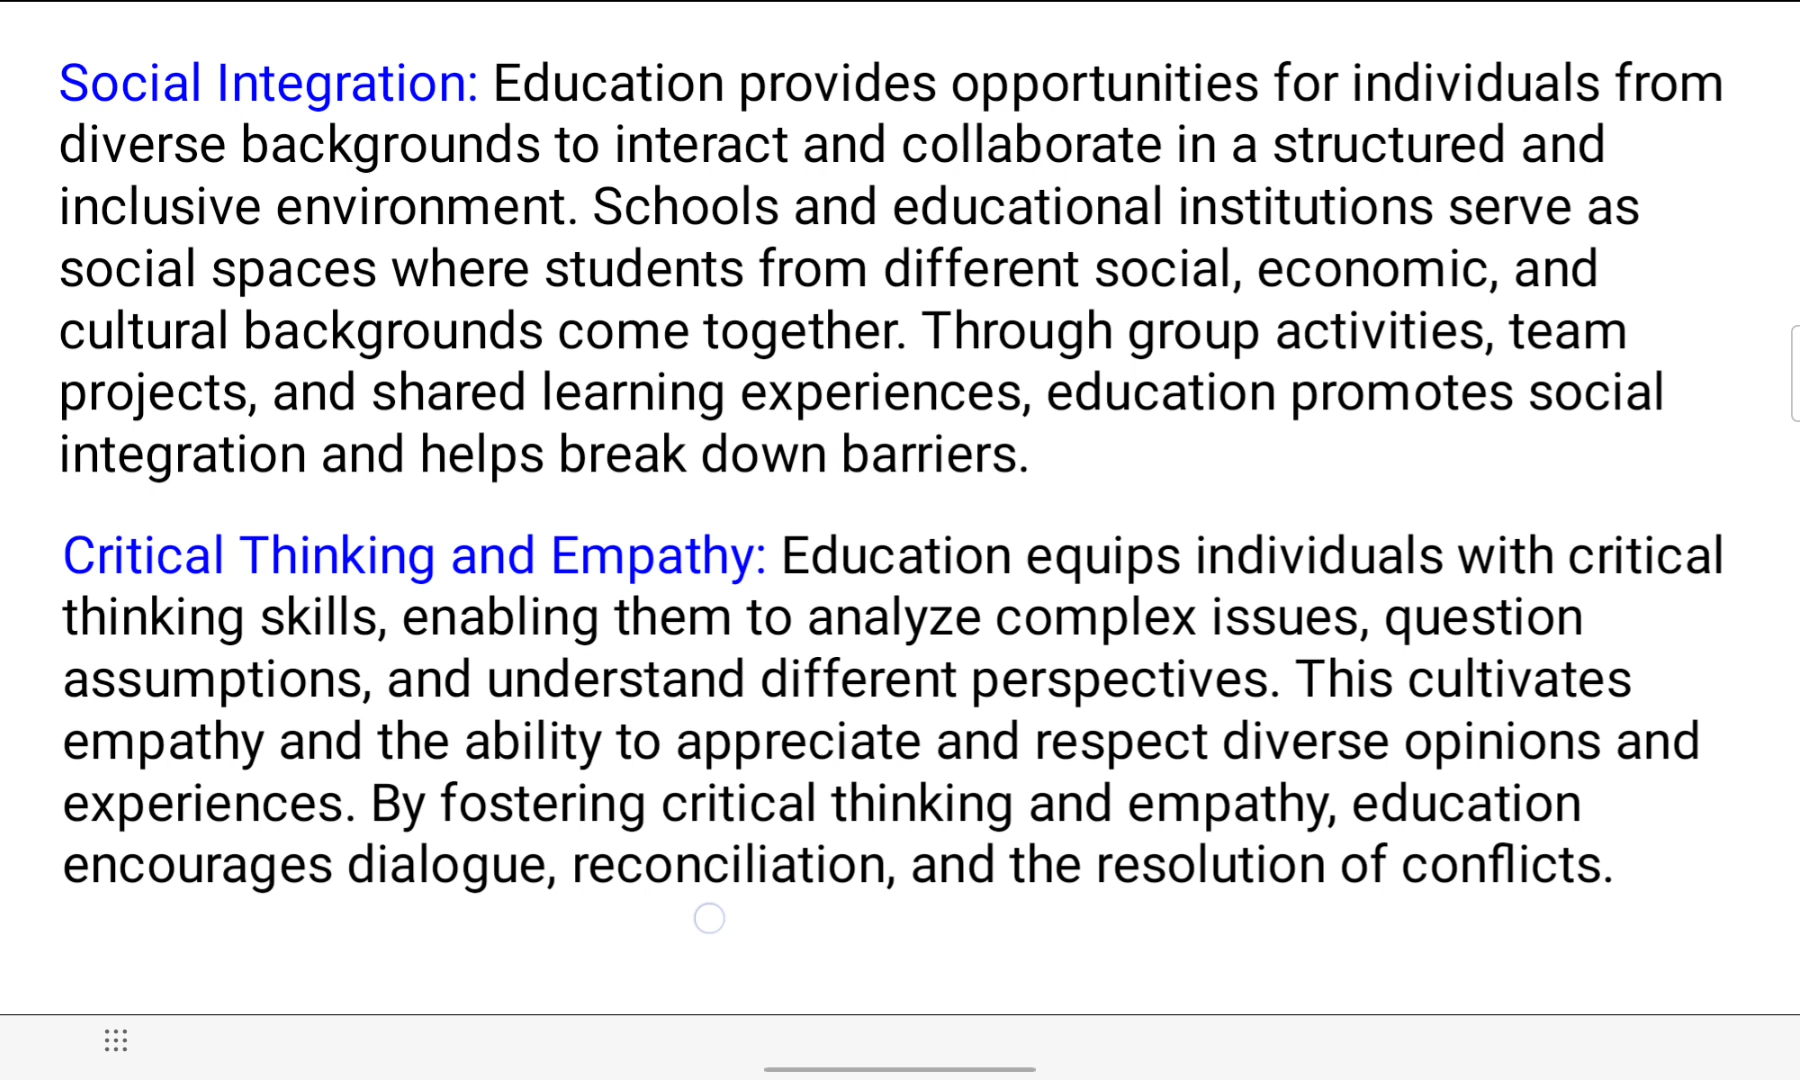 Social Integration: Education provides opportunities for individuals from
diverse backgrounds to interact and collaborate in a structured and
inclusive environment. Schools and educational institutions serve as
social spaces where students from different social, economic, and
cultural backgrounds come together. Through group activities, team
projects, and shared learning experiences, education promotes social
integration and helps break down barriers.
Critical Thinking and Empathy: Education equips individuals with critical
thinking skills, enabling them to analyze complex issues, question
assumptions, and understand different perspectives. This cultivates
empathy and the ability to appreciate and respect diverse opinions and
experiences. By fostering critical thinking and empathy, education
encourages dialogue, reconciliation, and the resolution of conflicts.